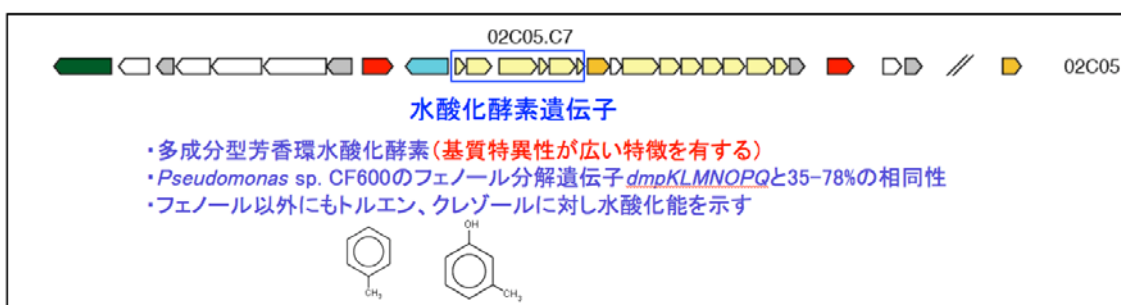 02C05.C7
02C05
水酸化酵素遺伝子
・多成分型芳香環水酸化酵素(基質特異性が広い特徴を有する)
・Pseudomonas sp. CF600のフェノール分解遺伝子dmpKLMNOPQと35-78%の相同性
・フェノール以外にもトルエン、クレゾールに対し水酸化能を示す
OH
CH₃
CH₃